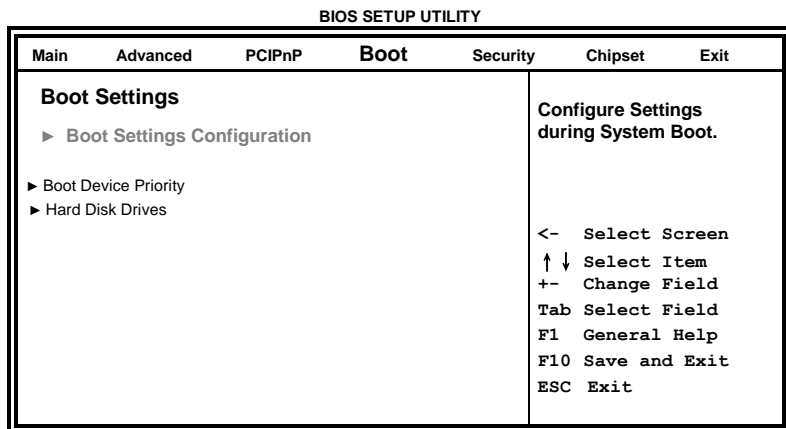 BIOS SETUP UTILITY
Main Advanced PCIPnP Boot Security Chipset Exit
Boot Settings
► Boot Settings Configuration
► Boot Device Priority
► Hard Disk Drives
Configure Settings
during System Boot.
<- Select Screen
↑↓ Select Item
+- Change Field
Tab Select Field
F1 General Help
F10 Save and Exit
ESC Exit